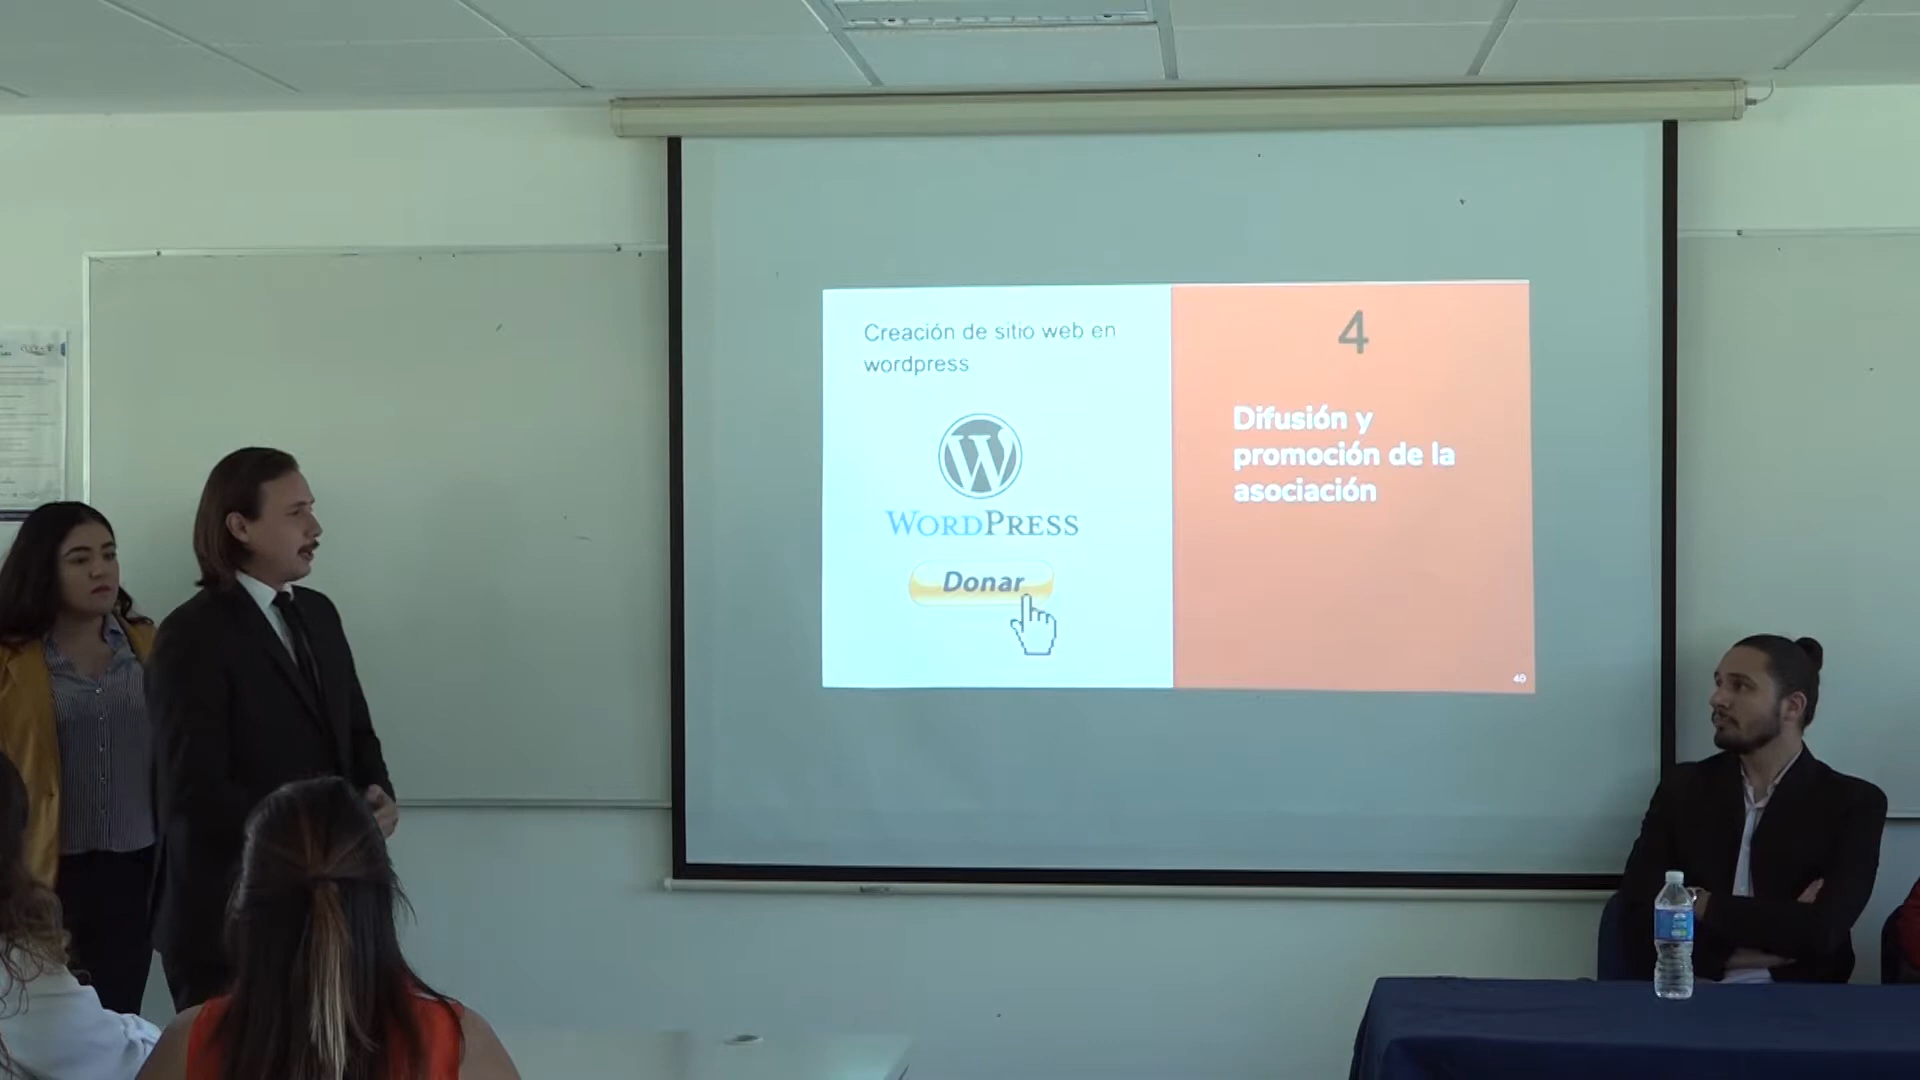 Creación de sitio web en
wordpress
WORDPRESS
Donar
4
Difusión y
promoción de la
asociación
40